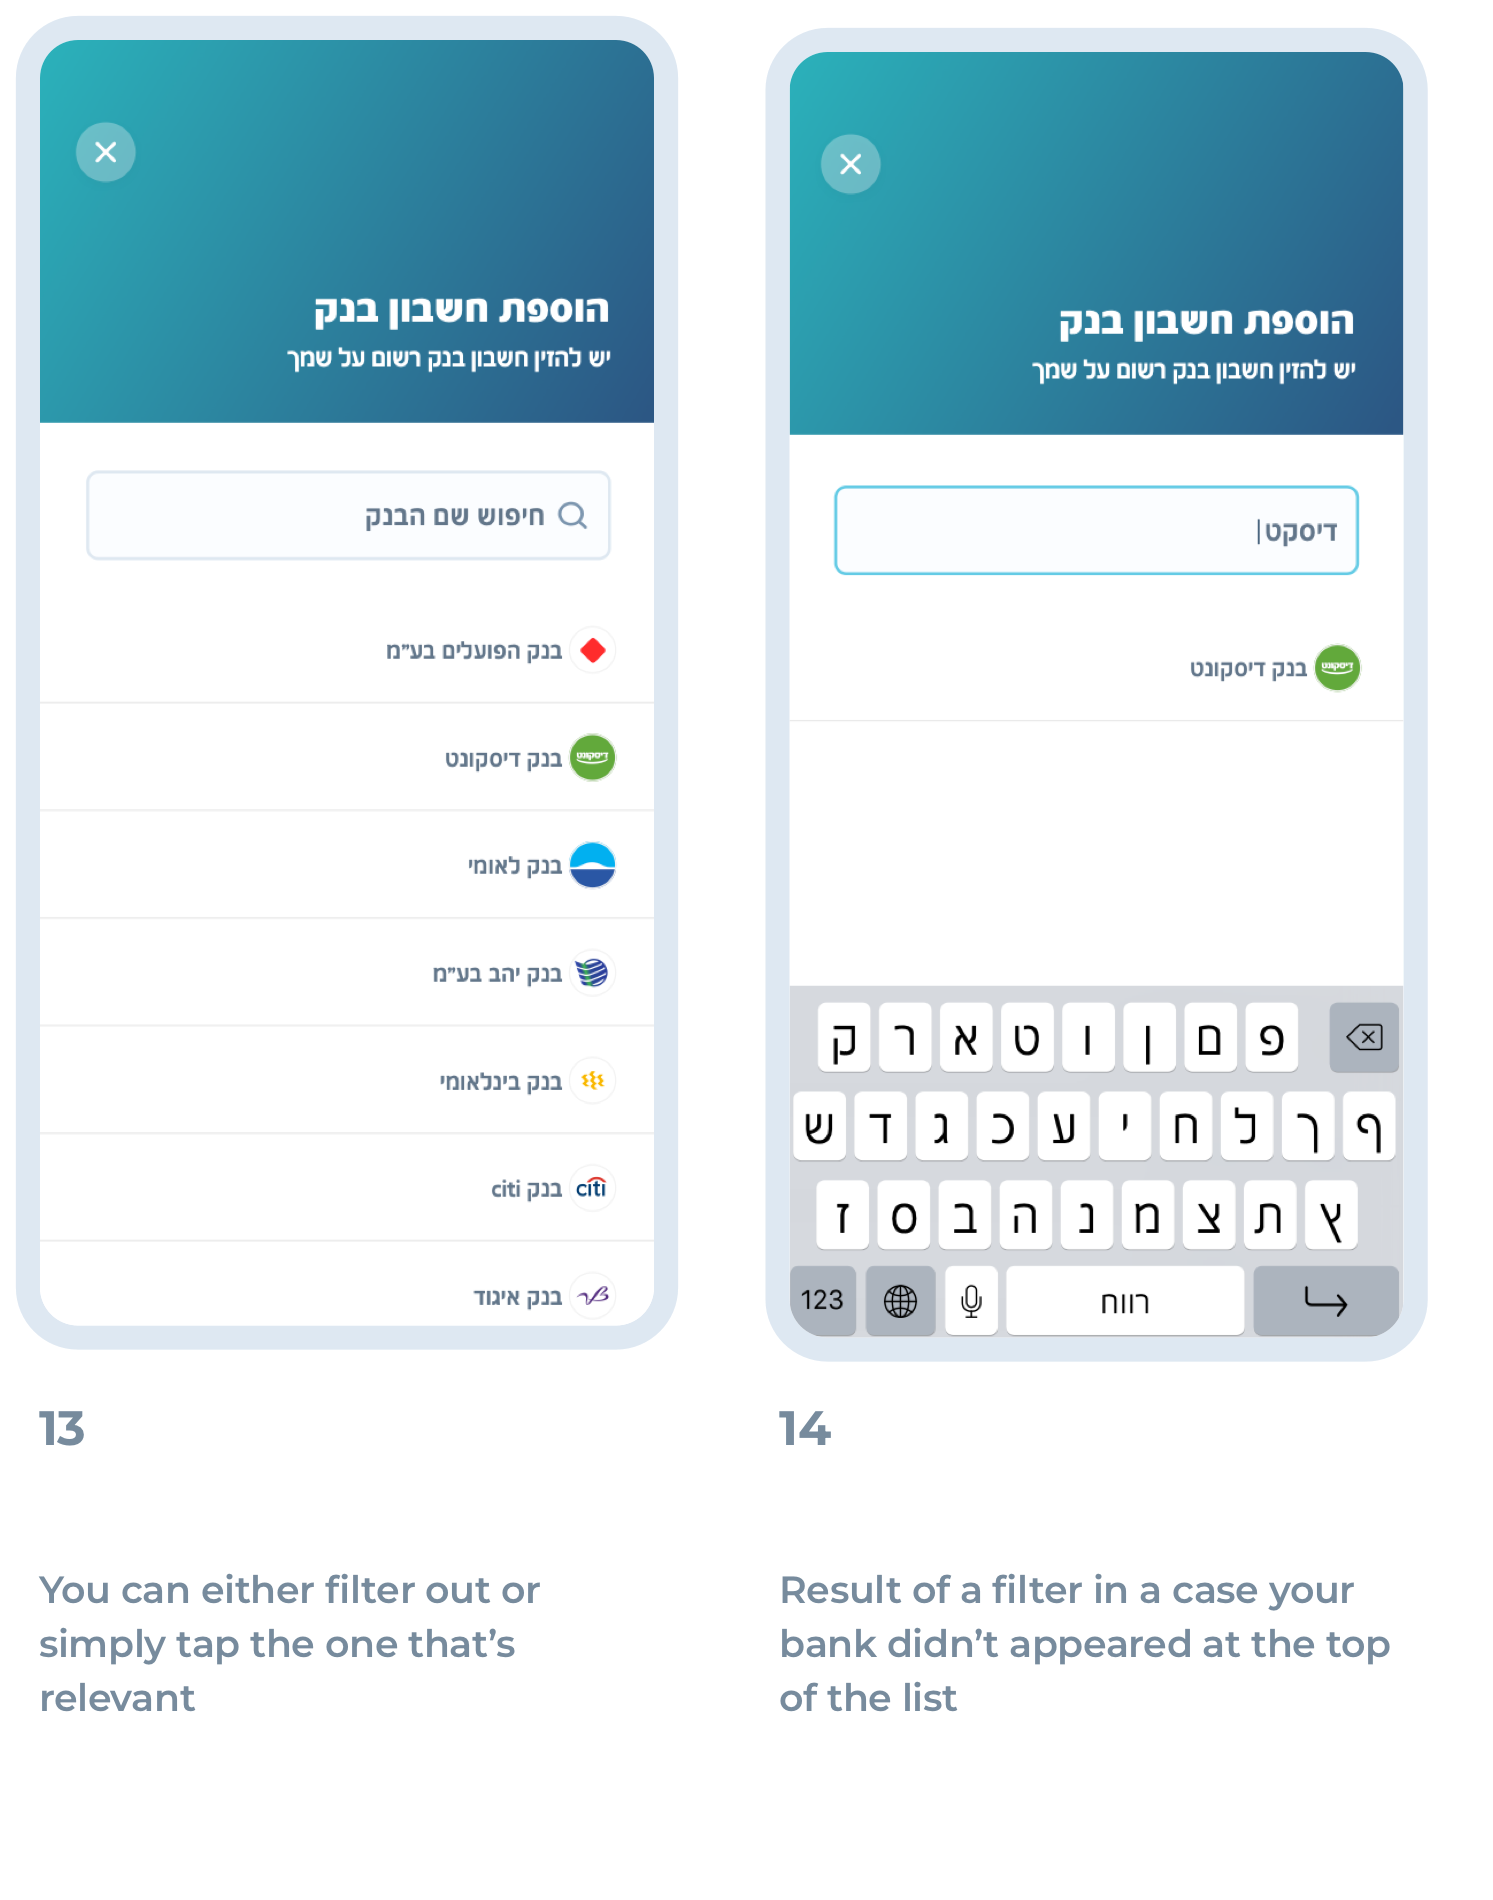 הוספת חשבון בנק
יש להזין חשבון בנק רשום על שמך
חיפוש שם הבנק
בנק הפועלים בע״מ
דיסקונט
בנק דיסקונט
בנק לאומי
בנק יהב בע״מ
בנק בינלאומי
citi
בנק citi
בנק איגוד
13
You can either filter out or
simply tap the one that’s
relevant
הוספת חשבון בנק
יש להזין חשבון בנק רשום על שמך
דיסקט
דיסקונט
בנק דיסקונט
ק ר א ט ו ן ם פ
ש ד ג כ ע י ח ל ך ף
ז ס ב ה נ מ צ ת ץ
123 רווח
14
Result of a filter in a case your
bank didn’t appeared at the top
of the list